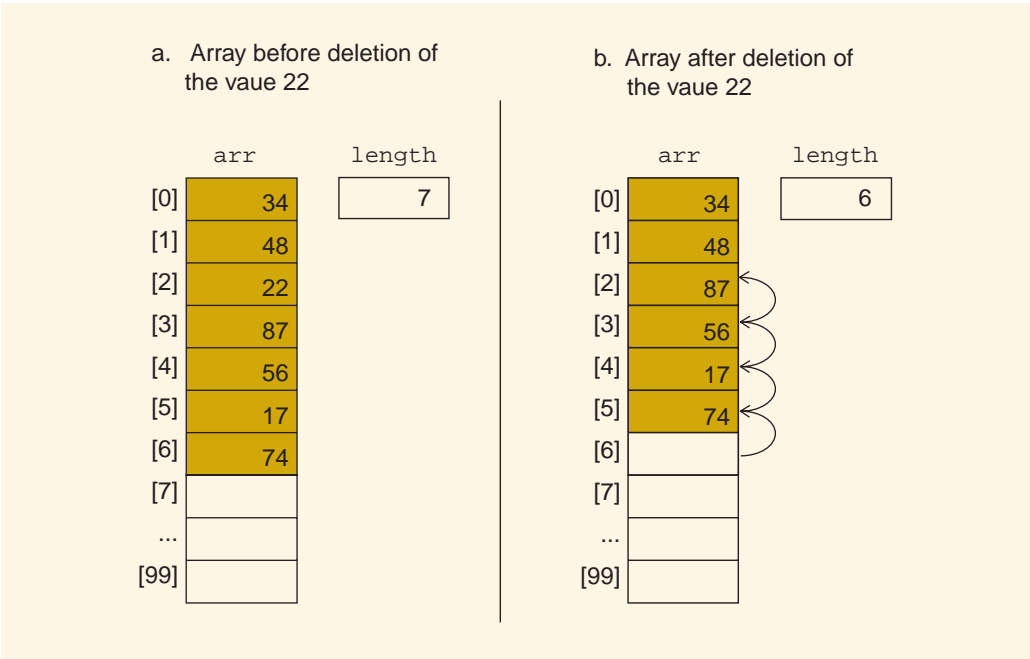 a. Array before deletion of
the vaue 22
arr length
[0] 34 7
[1] 48
[2] 22
[3] 87
[4] 56
[5] 17
[6] 74
[7]
...
[99]
b. Array after deletion of
the vaue 22
arr length
[0] 34 6
[1] 48
[2] 87
[3] 56
[4] 17
[5] 74
[6]
[7]
...
[99]